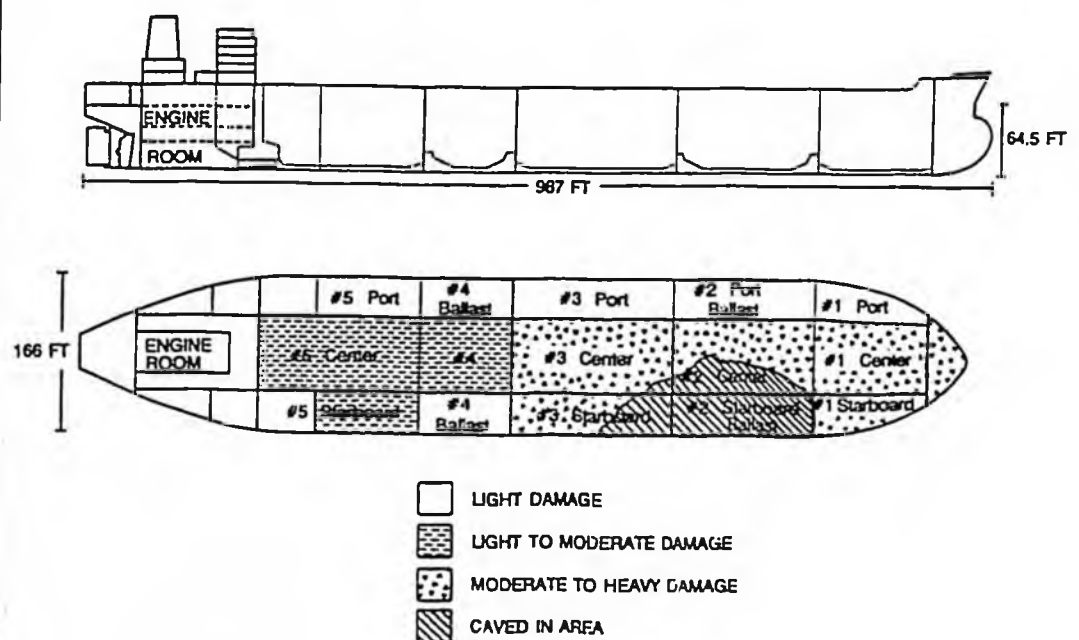 ENGINE
ROOM
64.5 FT
987 FT
166 FT
ENGINE
ROOM
#5 Port
#4
Ballast
#3 Port
#2 Port
Ballast
#1 Port
#5 Center
#4
#3 Center
#2 Center
#1 Center
#5 Starboard
#4
Ballast
#3 Starboard
#2 Starboard
Ballast
#1 Starboard
LIGHT DAMAGE
LIGHT TO MODERATE DAMAGE
MODERATE TO HEAVY DAMAGE
CAVED IN AREA